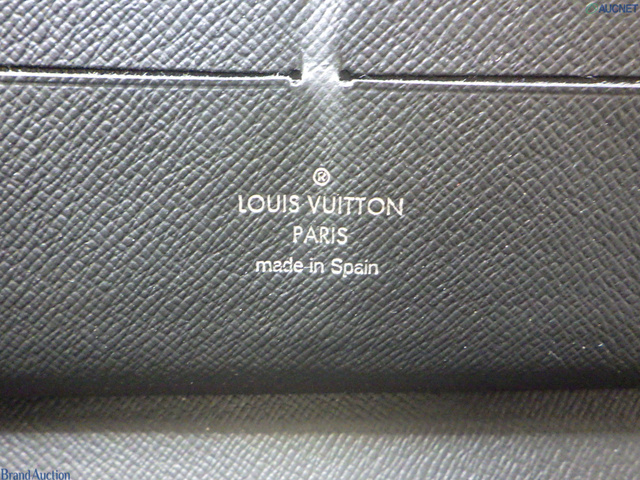 AUCNET
®
LOUIS VUITTON
PARIS
made in Spain
Brand Auction